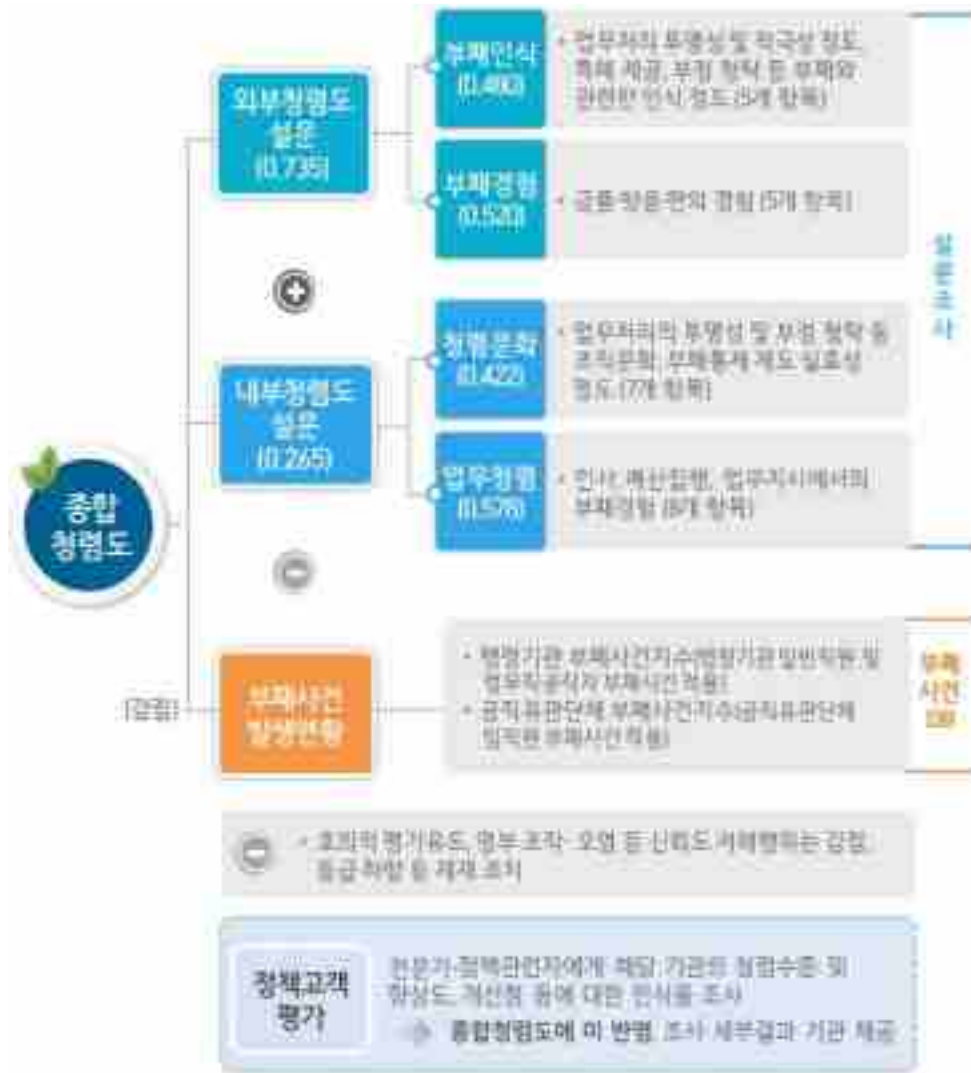 종합
청렴도
외부청렴도
설문
(0.735)
부패인식
(0.480)
• 업무처리 투명성 및 적극성 정도,
특혜 제공, 부정 청탁 등 부패와
관련한 인식 정도 (5개 항목)
부패경험
(0.520)
• 금품·향응·편의 경험 (5개 항목)
설문조사
내부청렴도
설문
(0.265)
청렴문화
(0.422)
• 업무처리의 투명성 및 부정 청탁 등
조직문화, 부패통제 제도 실효성
정도 (7개 항목)
업무청렴
(0.578)
• 인사, 예산집행, 업무지시에서의
부패경험 (8개 항목)
(감점)
부패사건
발생현황
• 행정기관 부패사건지수(행정기관 일반직원 및
정무직공직자 부패사건 적용)
• 공직유관단체 부패사건지수(공직유관단체
임직원 부패사건 적용)
부패
사건
DB
• 호의적 평가유도, 명부 조작·오염 등 신뢰도 저해행위는 감점,
등급 하향 등 제재 조치
정책고객
평가
전문가·정책관련자에게 해당 기관의 청렴수준 및
향상도, 개선점 등에 대한 인식을 조사
종합청렴도에 미 반영, 조사 세부결과 기관 제공